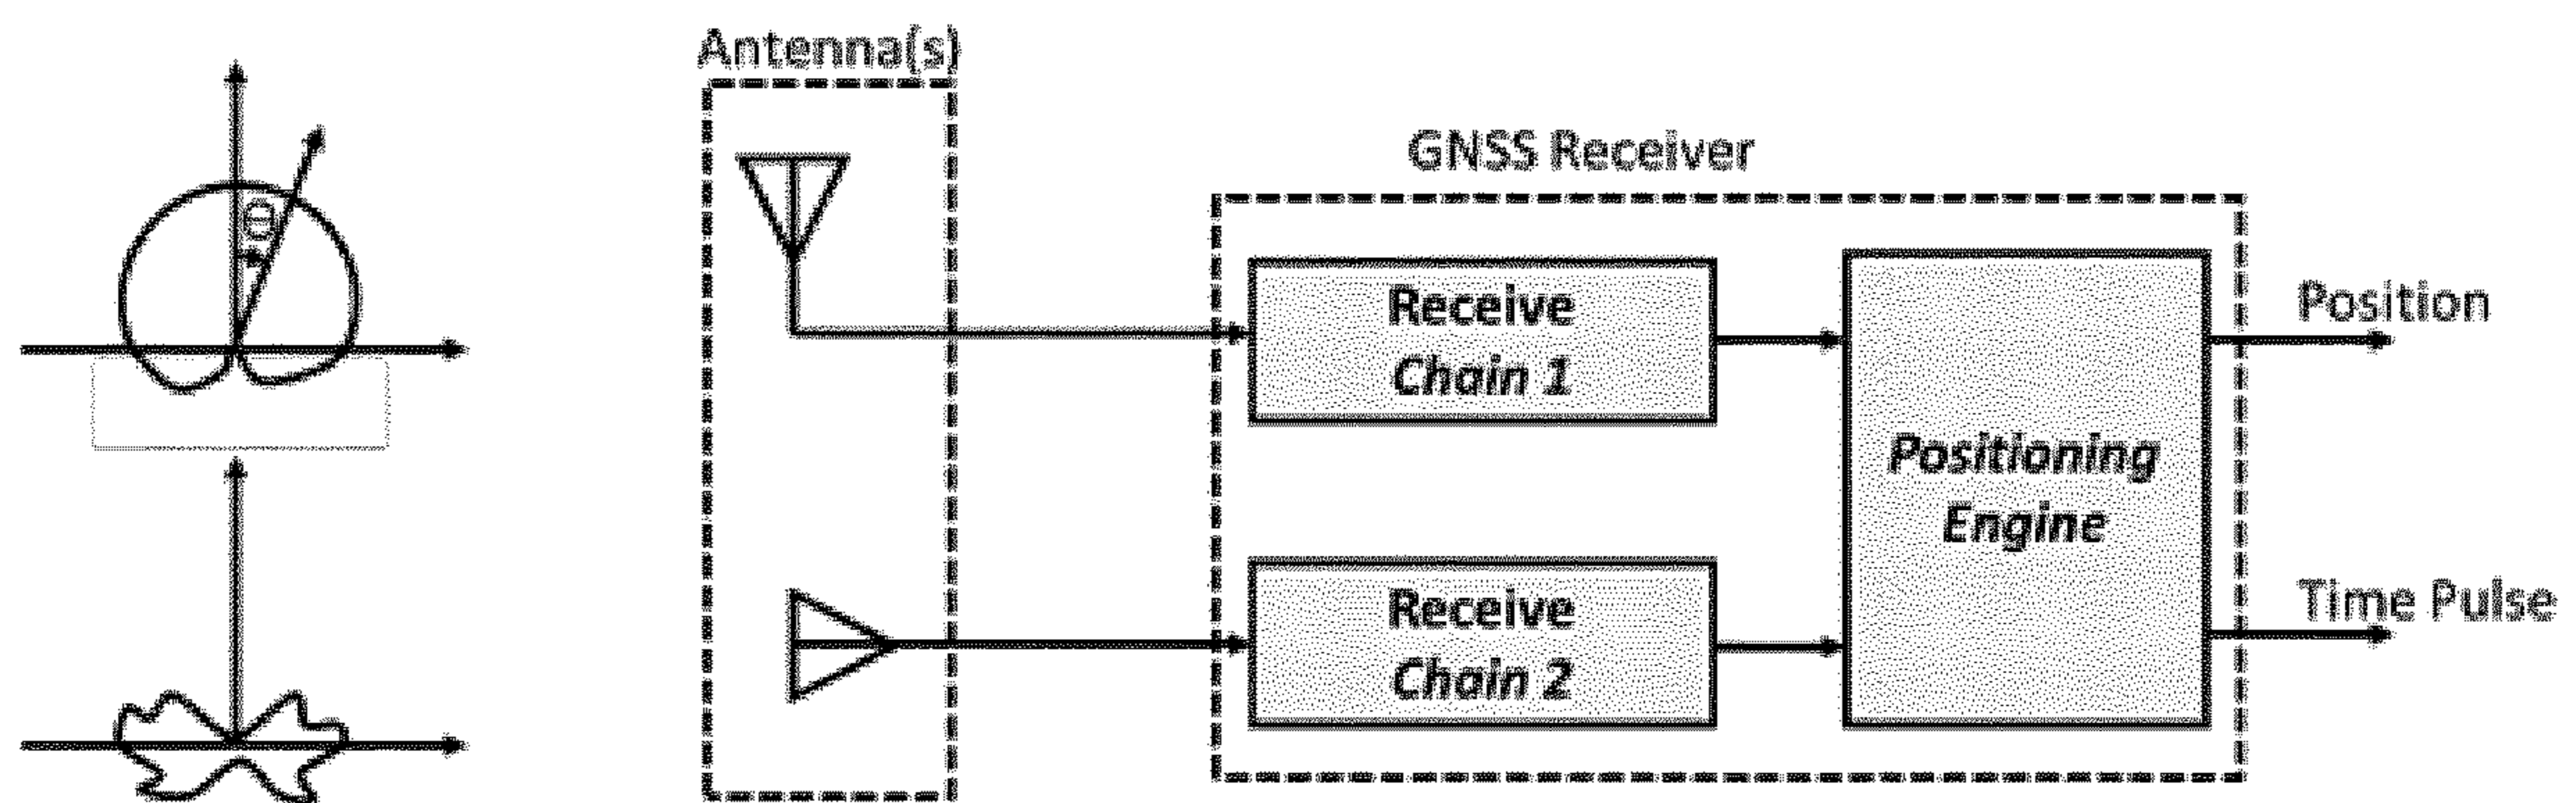 Antenna(s)
GNSS Receiver
θ
Receive
Chain 1
Position
Positioning
Engine
Receive
Chain 2
Time Pulse